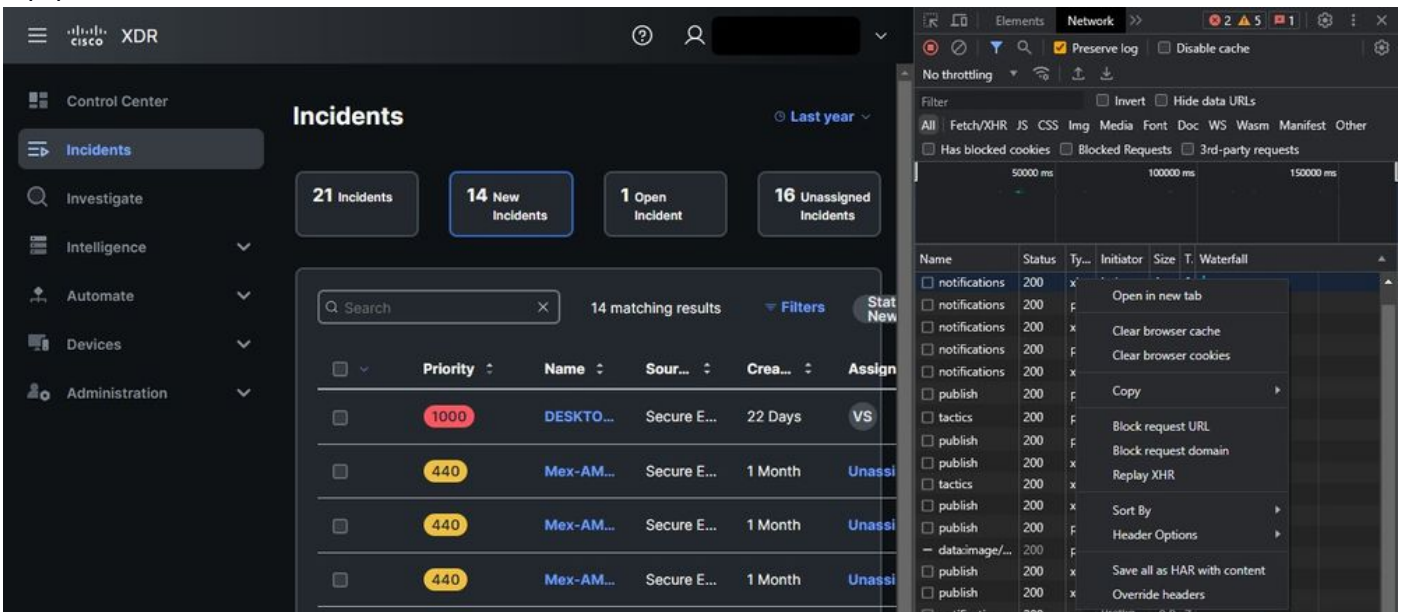 cisco XDR
Control Center
Incidents
Investigate
Intelligence
Automate
Devices
Administration
Incidents
Last year
21 Incidents
14 New Incidents
1 Open Incident
16 Unassigned Incidents
Search
14 matching results
Filters
Stat
New
Priority Name Sour... Crea... Assign
1000 DESKTO... Secure E... 22 Days VS
440 Mex-AM... Secure E... 1 Month Unassi
440 Mex-AM... Secure E... 1 Month Unassi
440 Mex-AM... Secure E... 1 Month Unassi
Elements Network 2 5 1
Preserve log Disable cache
No throttling
Filter Invert Hide data URLs
All Fetch/XHR JS CSS Img Media Font Doc WS Wasm Manifest Other
Has blocked cookies Blocked Requests 3rd-party requests
50000 ms 100000 ms 150000 ms
Name Status Ty... Initiator Size T. Waterfall
notifications 200 x
notifications 200 p
notifications 200 x
notifications 200 p
notifications 200 x
publish 200 p
tactics 200 p
publish 200 p
publish 200 x
tactics 200 x
publish 200 x
publish 200 p
data:image/... 200 p
publish 200 x
publish 200 x
Open in new tab
Clear browser cache
Clear browser cookies
Copy
Block request URL
Block request domain
Replay XHR
Sort By
Header Options
Save all as HAR with content
Override headers